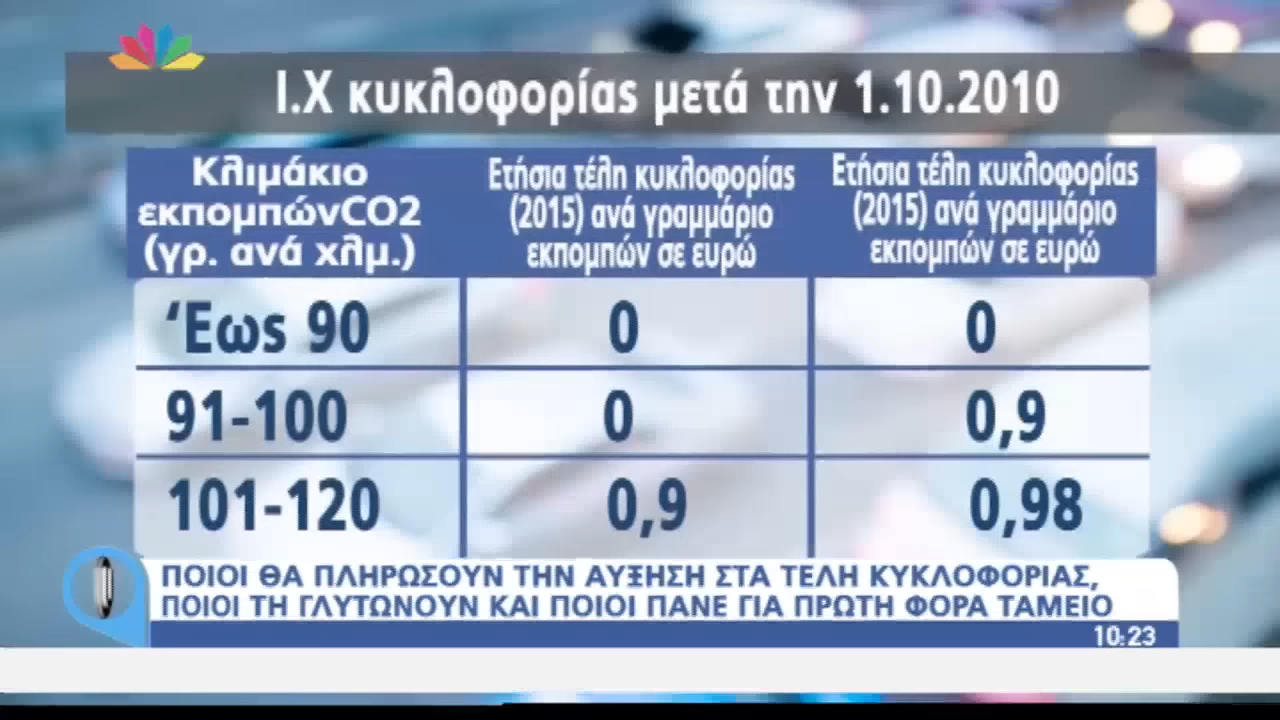 Ι.Χ κυκλοφορίας μετά την 1.10.2010
Κλιμάκιο
εκπομπώνCO2
(γρ. ανά χλμ.)
Ετήσια τέλη κυκλοφορίας
(2015) ανά γραμμάριο
εκπομπών σε ευρώ
Ετήσια τέλη κυκλοφορίας
(2015) ανά γραμμάριο
εκπομπών σε ευρώ
‘Εως 90 0 0
91-100 0 0,9
101-120 0,9 0,98
ΠΟΙΟΙ ΘΑ ΠΛΗΡΩΣΟΥΝ ΤΗΝ ΑΥΞΗΣΗ ΣΤΑ ΤΕΛΗ ΚΥΚΛΟΦΟΡΙΑΣ,
ΠΟΙΟΙ ΤΗ ΓΛΥΤΩΝΟΥΝ ΚΑΙ ΠΟΙΟΙ ΠΑΝΕ ΓΙΑ ΠΡΩΤΗ ΦΟΡΑ ΤΑΜΕΙΟ
10:23